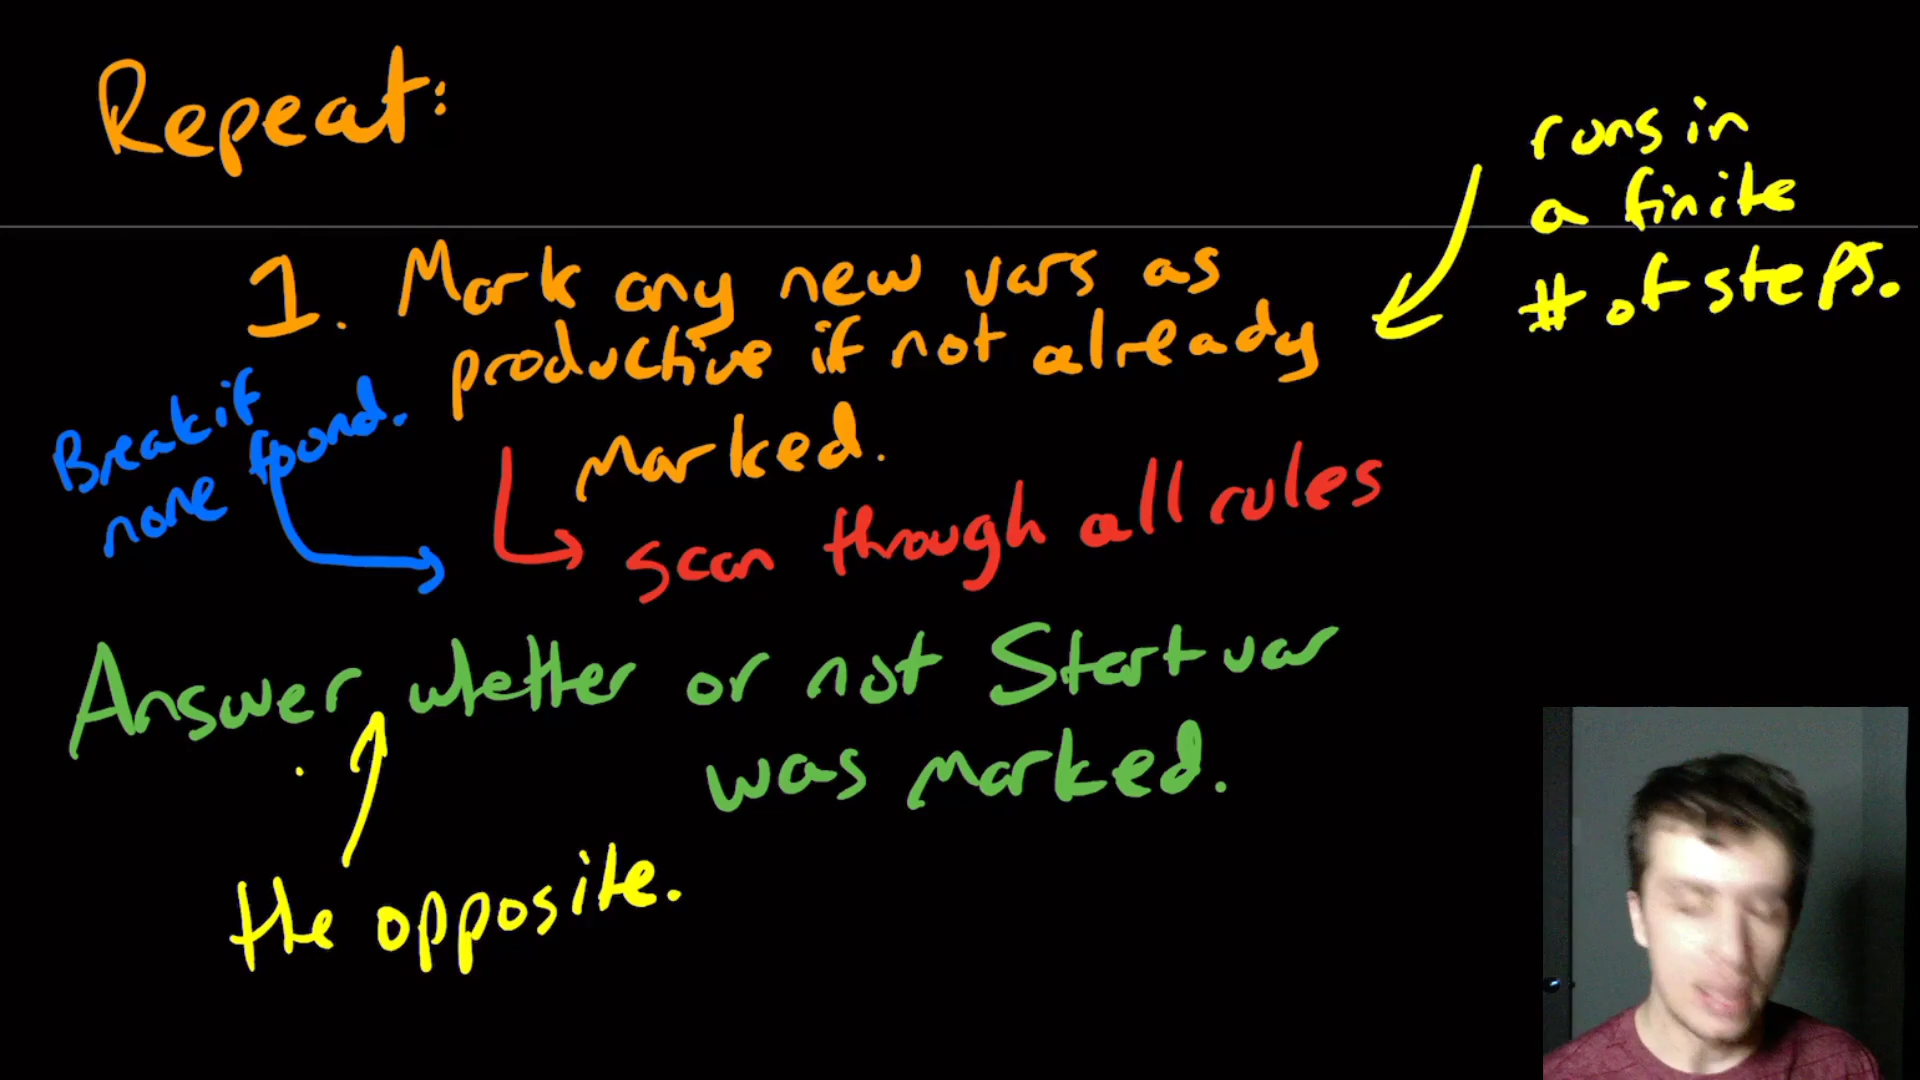 Repeat:
runs in
a finite
# of steps.
1. Mark any new vars as
productive if not already
marked.
Break if
none found.
scan through all rules
Answer whether or not Start var
was marked.
the opposite.